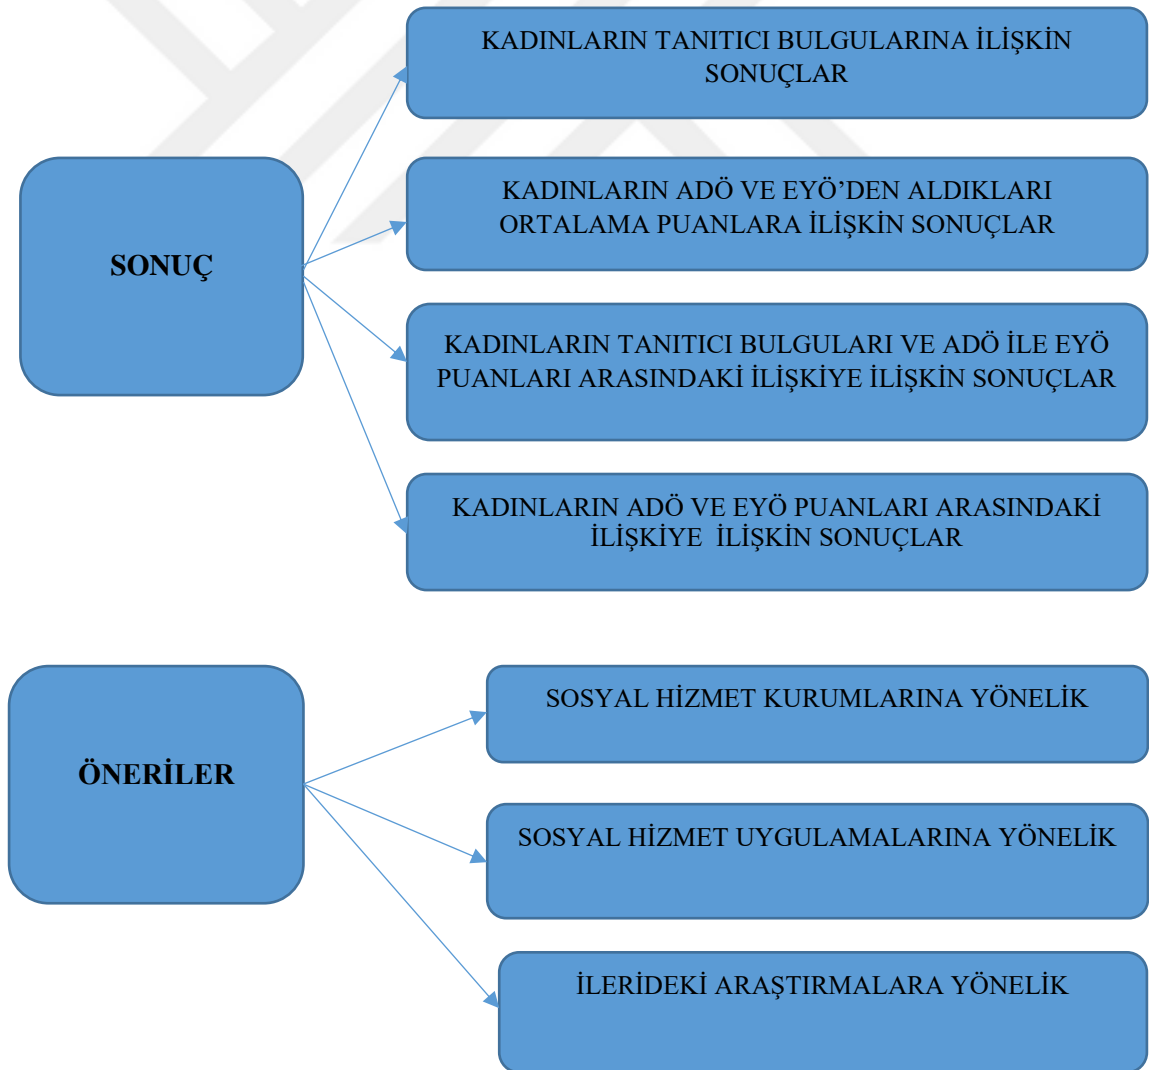 KADINLARIN TANITICI BULGULARINA İLİŞKİN
SONUÇLAR
SONUÇ
KADINLARIN ADÖ VE EYÖ’DEN ALDIKLARI
ORTALAMA PUANLARA İLİŞKİN SONUÇLAR
KADINLARIN TANITICI BULGULARI VE ADÖ İLE EYÖ
PUANLARI ARASINDAKİ İLİŞKİYE İLİŞKİN SONUÇLAR
KADINLARIN ADÖ VE EYÖ PUANLARI ARASINDAKİ
İLİŞKİYE İLİŞKİN SONUÇLAR
ÖNERİLER
SOSYAL HİZMET KURUMLARINA YÖNELİK
SOSYAL HİZMET UYGULAMALARINA YÖNELİK
İLERİDEKİ ARAŞTIRMALARA YÖNELİK